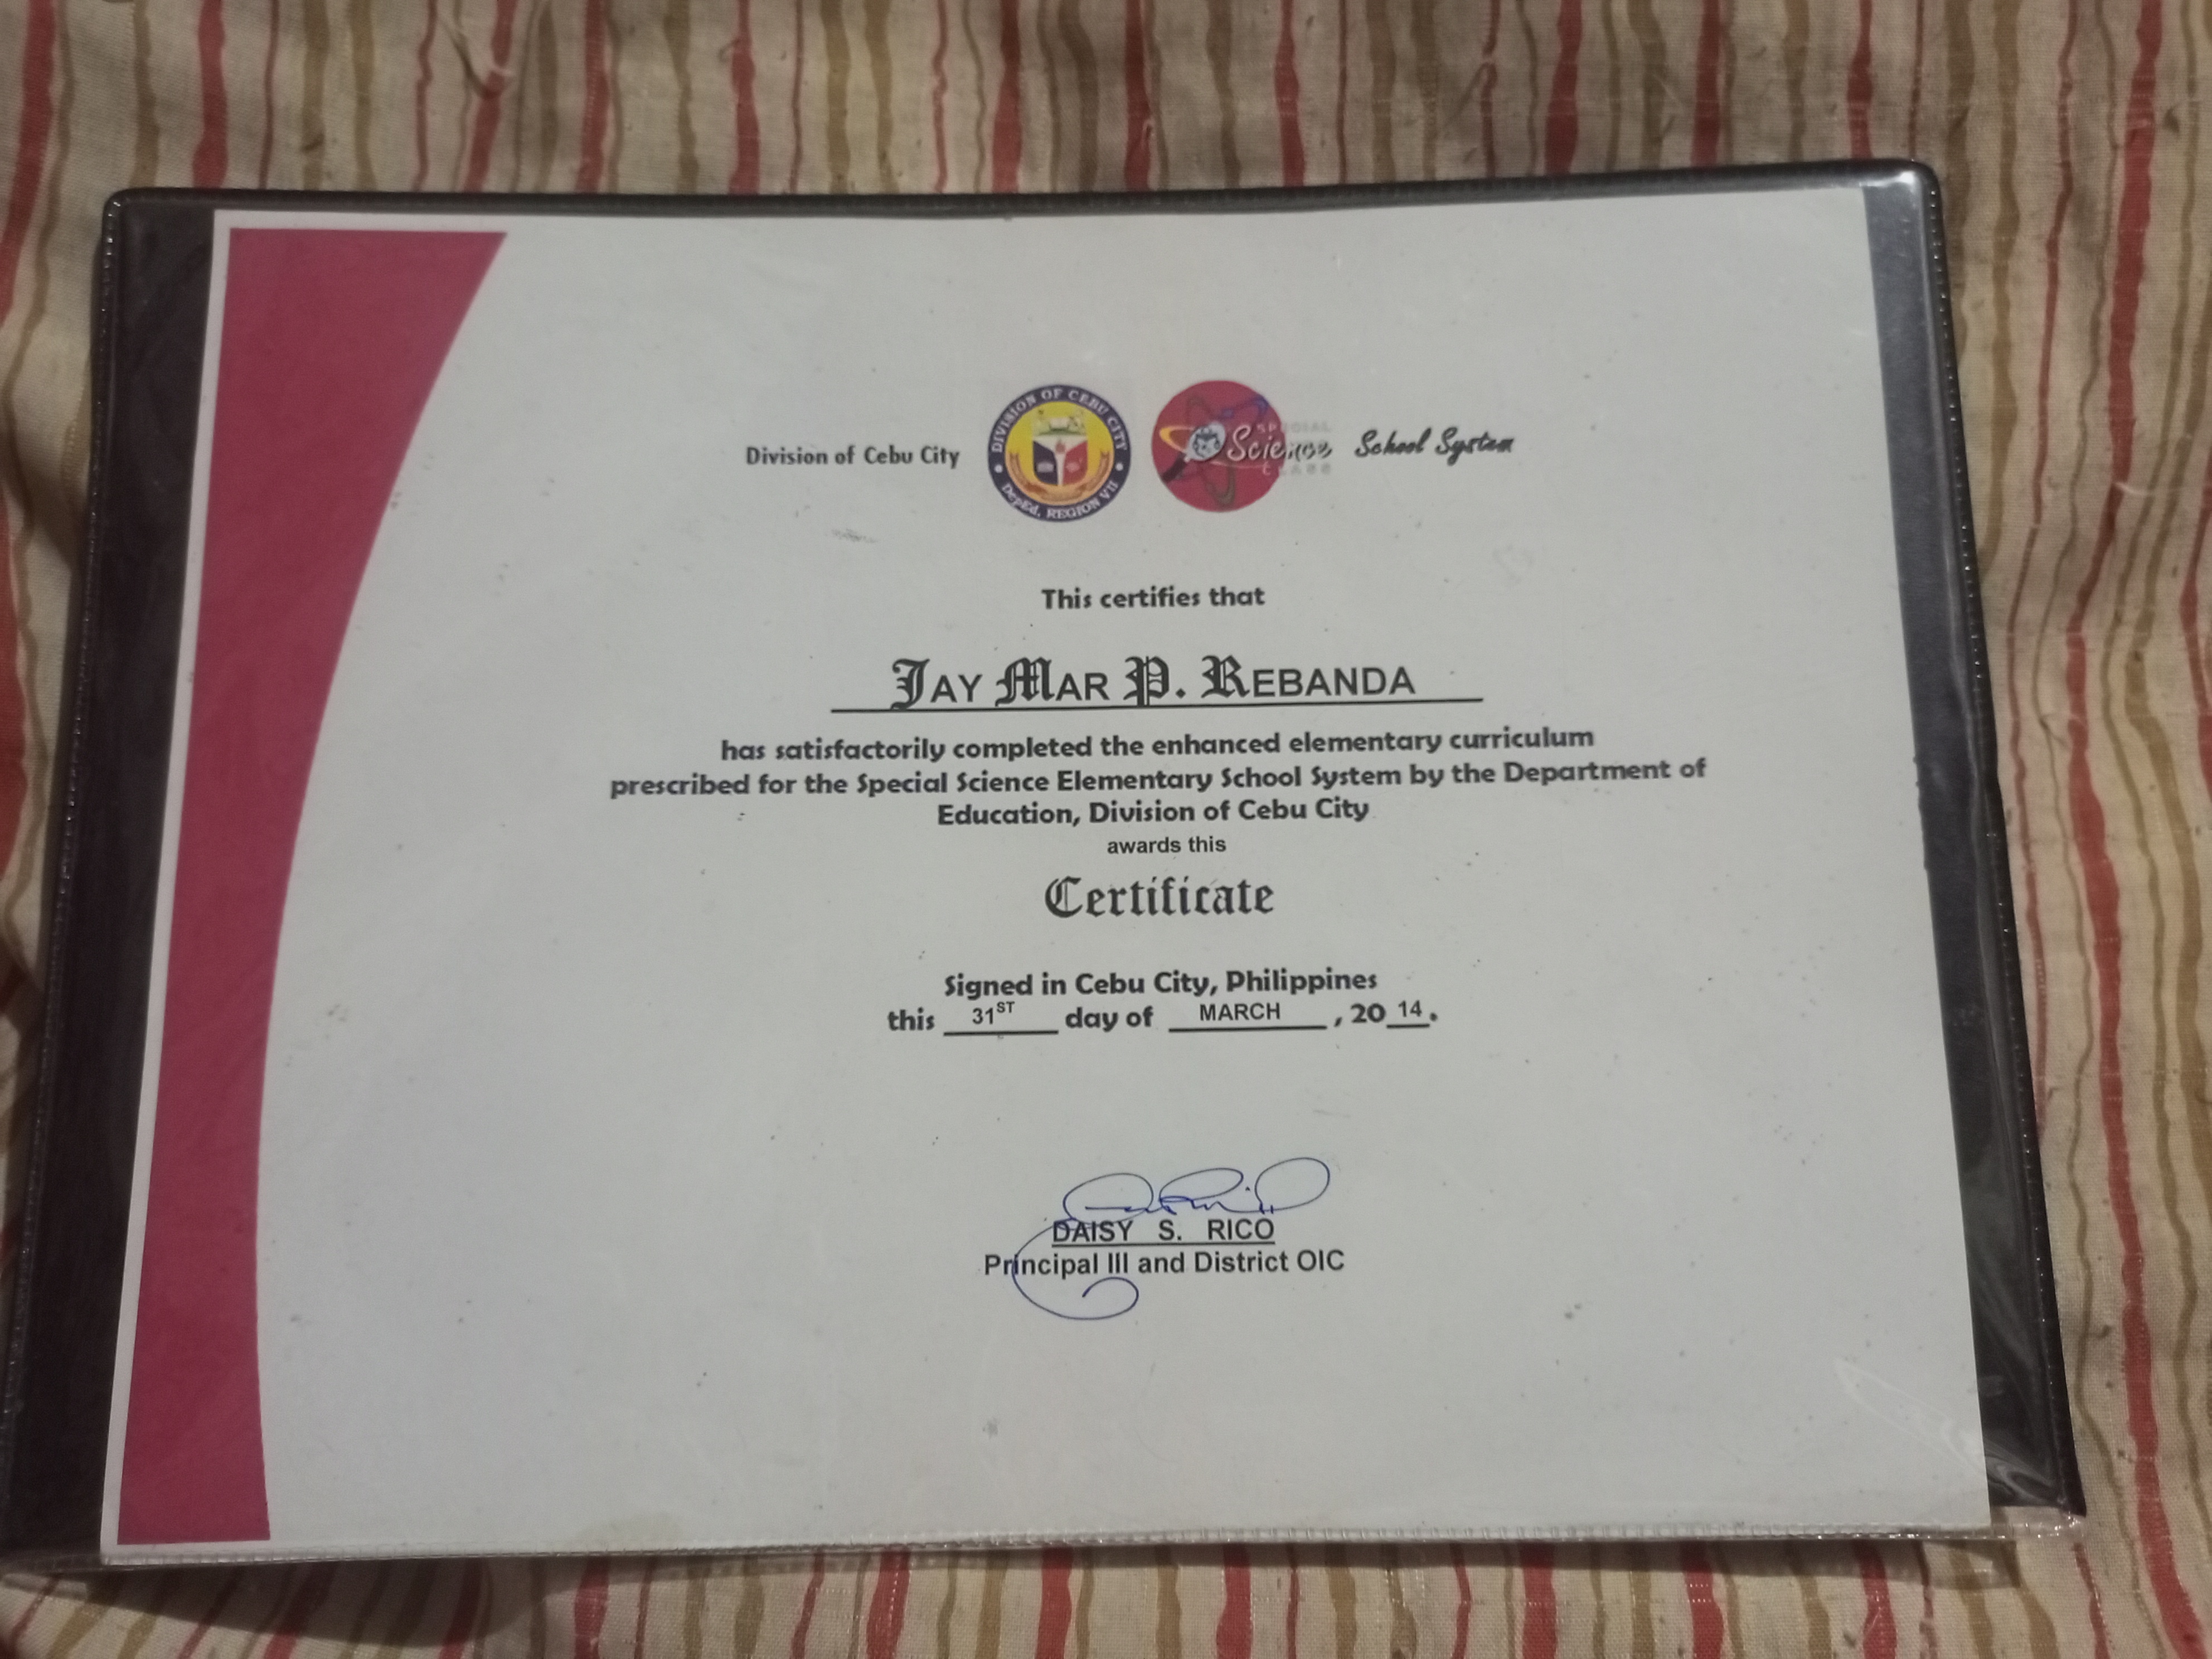 Division of Cebu City
DIVISION OF CEBU CITY
DepEd, REGION VII
SPECIAL
Science
CLASS
School System
This certifies that
JAY MAR P. REBANDA
has satisfactorily completed the enhanced elementary curriculum
prescribed for the Special Science Elementary School System by the Department of
Education, Division of Cebu City
awards this
Certificate
Signed in Cebu City, Philippines
this 31ST day of MARCH , 20 14 .
DAISY S. RICO
Principal III and District OIC